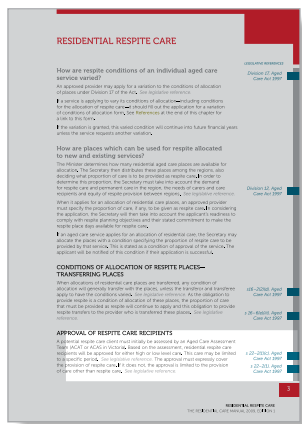 RESIDENTIAL RESPITE CARE
LEGISLATIVE REFERENCES
How are respite conditions of an individual aged care
service varied?
Division 17, Aged
Care Act 1997
An approved provider may apply for a variation to the conditions of allocation
of places under Division 17 of the Act. See legislative reference.
If a service is applying to vary its conditions of allocation—including conditions
for the allocation of respite care—it should fill out the application for a variation
of conditions of allocation form. See References at the end of this chapter for
a link to this form.
If the variation is granted, the varied condition will continue into future financial years
unless the service requests another variation.
How are places which can be used for respite allocated
to new and existing services?
The Minister determines how many residential aged care places are available for
allocation. The Secretary then distributes these places among the regions, also
deciding what proportion of care is to be provided as respite care. In order to
determine this proportion, the Secretary must take into account the demand
for respite care and permanent care in the region, the needs of carers and care
recipients and equity of respite provision between regions. See legislative reference.
Division 12, Aged
Care Act 1997
When it applies for an allocation of residential care places, an approved provider
must specify the proportion of care, if any, to be given as respite care. In considering
the application, the Secretary will then take into account the applicant's readiness to
comply with respite planning objectives and their stated commitment to make the
respite place days available for respite care.
If an aged care service applies for an allocation of residential care, the Secretary may
allocate the places with a condition specifying the proportion of respite care to be
provided by that service. This is stated as a condition of approval of the service. The
applicant will be notified of this condition if their application is successful.
CONDITIONS OF ALLOCATION OF RESPITE PLACES—
TRANSFERRING PLACES
When allocations of residential care places are transferred, any condition of
allocation will generally transfer with the places, unless the transferor and transferee
apply to have the conditions varied. See legislative reference. As the obligation to
provide respite is a condition of allocation of these places, the proportion of care
that must be provided as respite will continue to apply and this obligation to provide
respite transfers to the provider who is transferred these places. See legislative
reference.
Care Act 1997
Care Act 1997
APPROVAL OF RESPITE CARE RECIPIENTS
A potential respite care client must initially be assessed by an Aged Care Assessment
Team (ACAT or ACAS in Victoria). Based on this assessment, residential respite care
recipients will be approved for either high or low level care. This care may be limited
to a specific period. See legislative reference. The approval must expressly cover
the provision of respite care. If it does not, the approval is limited to the provision
of care other than respite care. See legislative reference.
Care Act 1997
Care Act 1997
3
RESIDENTIAL RESPITE CARE
THE RESIDENTIAL CARE MANUAL 2009: EDITION 1